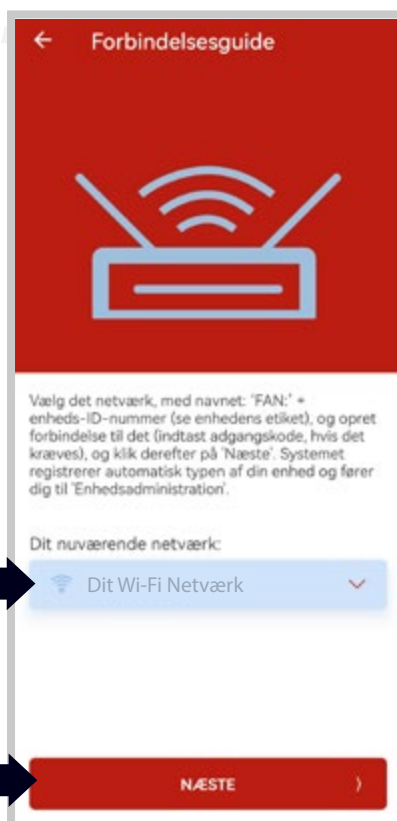 Forbindelsesguide
Vælg det netværk, med navnet: 'FAN:' +
enheds-ID-nummer (se enhedens etiket), og opret
forbindelse til det (indtast adgangskode, hvis det
kræves), og klik derefter på 'Næste'. Systemet
registrerer automatisk typen af din enhed og fører
dig til 'Enhedsadministration'.
Dit nuværende netværk:
Dit Wi-Fi Netværk
NÆSTE